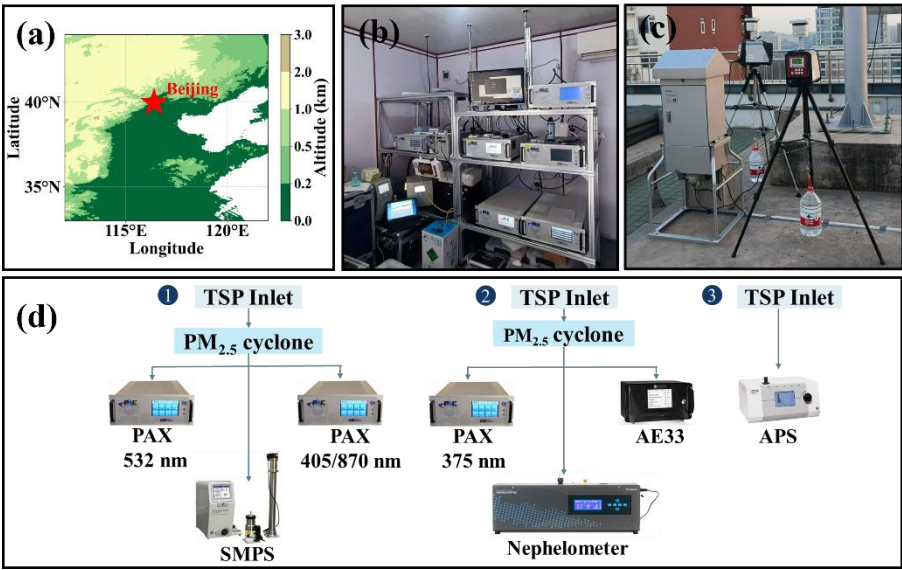 (a)
Beijing
40°N
35°N
Latitude
115°E
120°E
Longitude
3.0
2.0
1.0
0.5
0.2
0.0
Altitude (km)
(b)
(c)
(d)
1
TSP Inlet
PM₂.₅ cyclone
PAX
532 nm
PAX
405/870 nm
SMPS
2
TSP Inlet
PM₂.₅ cyclone
PAX
375 nm
AE33
Nephelometer
3
TSP Inlet
APS